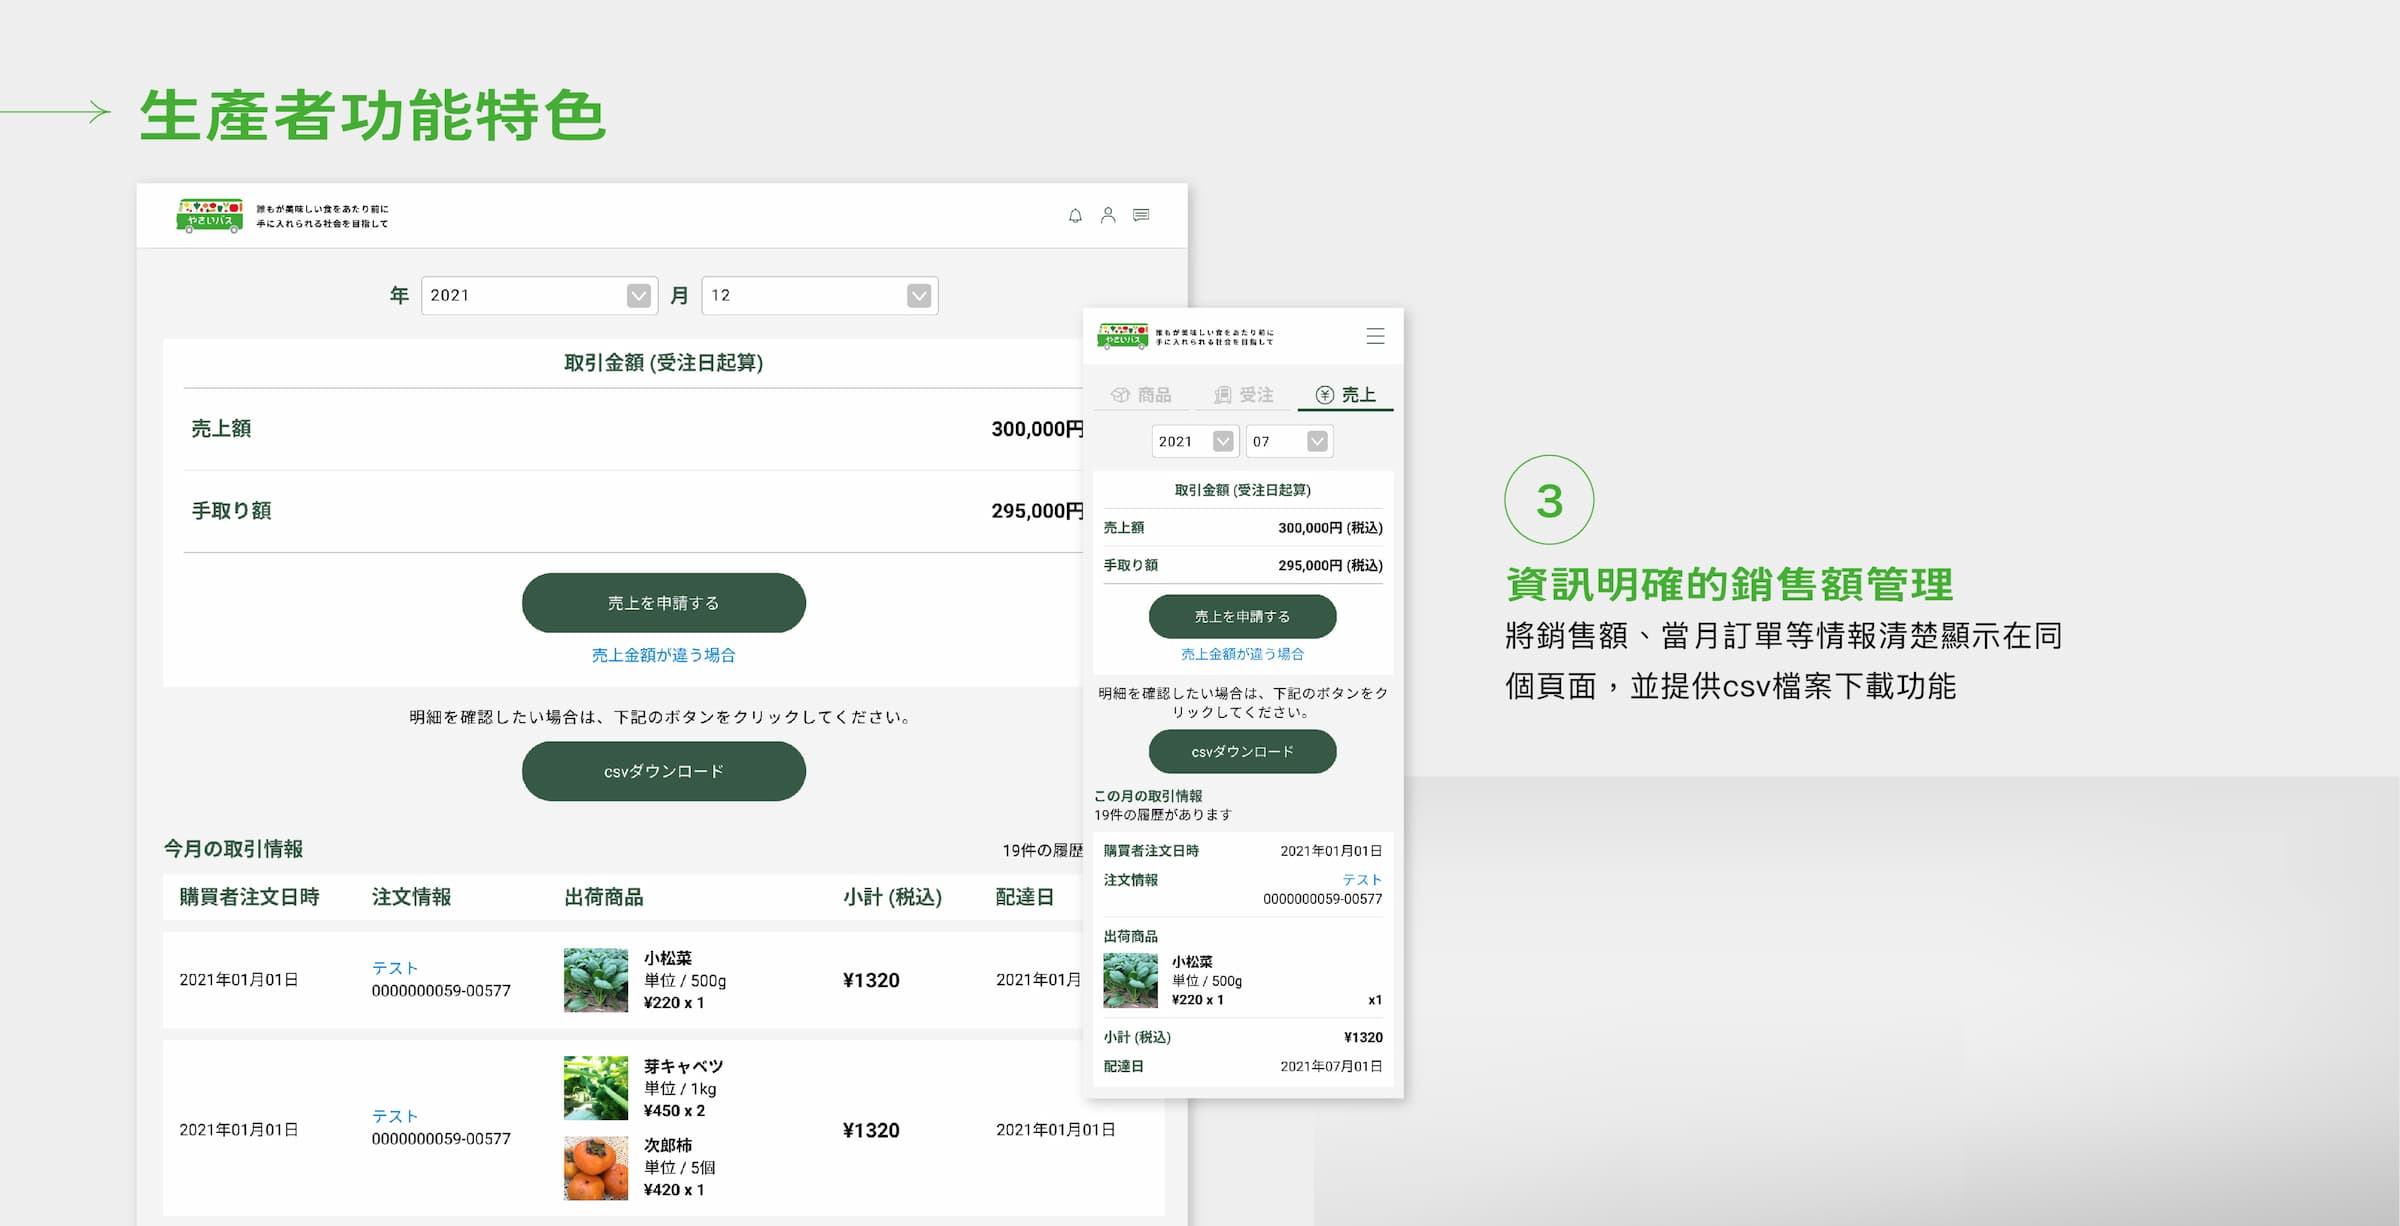 生產者功能特色
やさいバス
誰もが美味しい食をあたり前に
手に入れられる社会を目指して
年 2021 月 12
取引金額 (受注日起算)
売上額 300,000円
手取り額 295,000円
売上を申請する
売上金額が違う場合
明細を確認したい場合は、下記のボタンをクリックしてください。
csvダウンロード
今月の取引情報 19件の履歴
購買者注文日時 注文情報 出荷商品 小計 (税込) 配達日
2021年01月01日
テスト
0000000059-00577
小松菜
単位 / 500g
¥220 x 1
¥1320
2021年01月
2021年01月01日
テスト
0000000059-00577
芽キャベツ
単位 / 1kg
¥450 x 2
次郎柿
単位 / 5個
¥420 x 1
¥1320
2021年01月01日
やさいバス
誰もが美味しい食をあたり前に
手に入れられる社会を目指して
商品 受注 売上
2021 07
取引金額 (受注日起算)
売上額 300,000円 (税込)
手取り額 295,000円 (税込)
売上を申請する
売上金額が違う場合
明細を確認したい場合は、下記のボタンをク
リックしてください。
csvダウンロード
この月の取引情報
19件の履歴があります
購買者注文日時 2021年01月01日
注文情報 テスト
0000000059-00577
出荷商品
小松菜
単位 / 500g
¥220 x 1 x1
小計 (税込) ¥1320
配達日 2021年07月01日
3
資訊明確的銷售額管理
將銷售額、當月訂單等情報清楚顯示在同
個頁面，並提供csv檔案下載功能